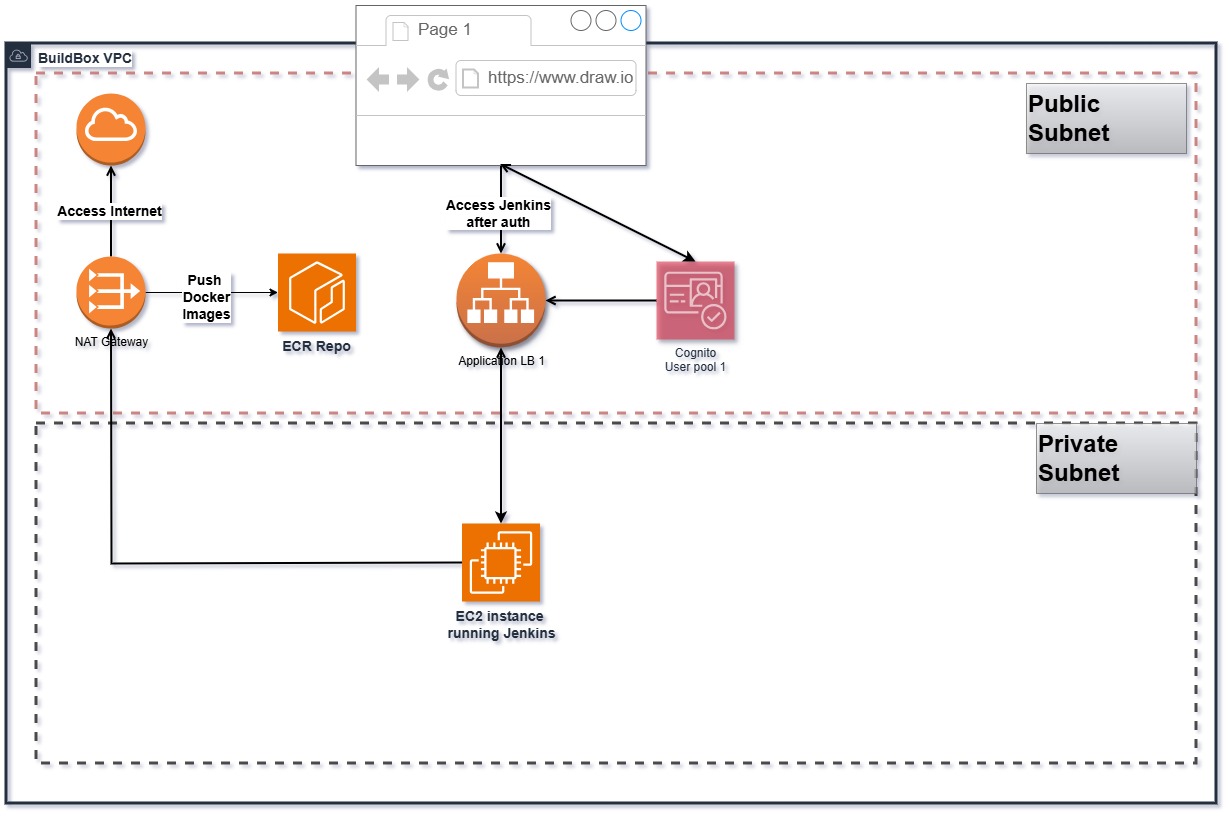 Page 1
https://www.draw.io
BuildBox VPC
Public
Subnet
Access Internet
Access Jenkins
after auth
Push
Docker
Images
NAT Gateway
ECR Repo
Application LB 1
Cognito
User pool 1
Private
Subnet
EC2 instance
running Jenkins